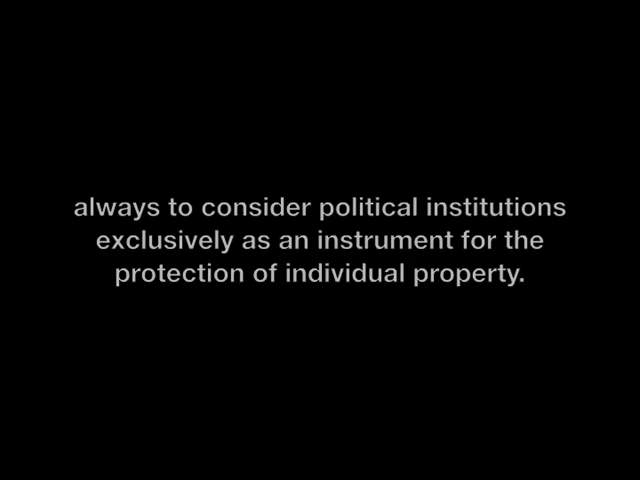 always to consider political institutions
exclusively as an instrument for the
protection of individual property.